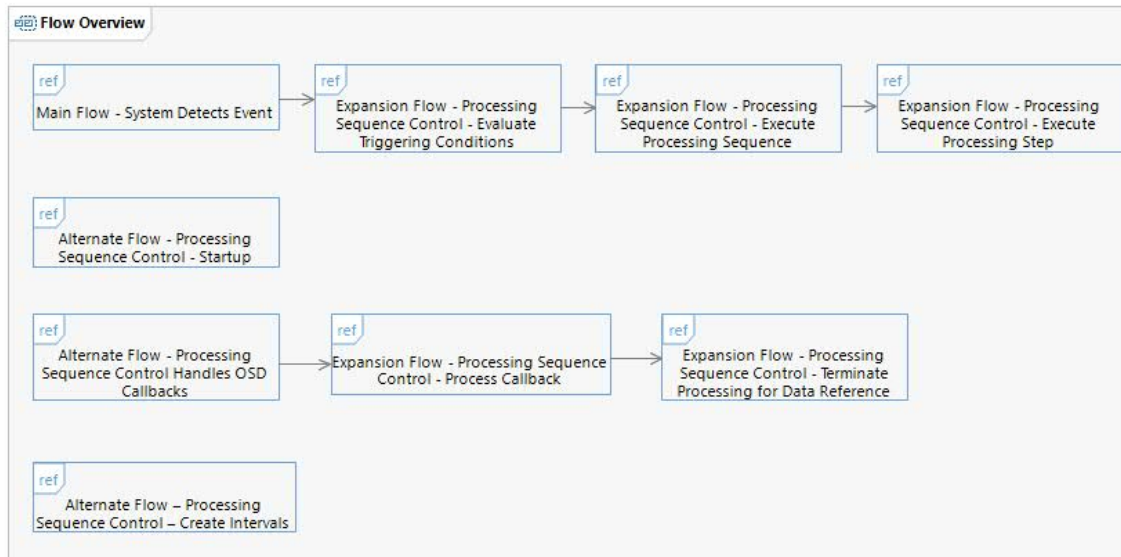 Flow Overview
ref
Main Flow - System Detects Event
ref
Expansion Flow - Processing
Sequence Control - Evaluate
Triggering Conditions
ref
Expansion Flow - Processing
Sequence Control - Execute
Processing Sequence
ref
Expansion Flow - Processing
Sequence Control - Execute
Processing Step
ref
Alternate Flow - Processing
Sequence Control - Startup
ref
Alternate Flow - Processing
Sequence Control Handles OSD
Callbacks
ref
Expansion Flow - Processing Sequence
Control - Process Callback
ref
Expansion Flow - Processing
Sequence Control - Terminate
Processing for Data Reference
ref
Alternate Flow – Processing
Sequence Control – Create Intervals